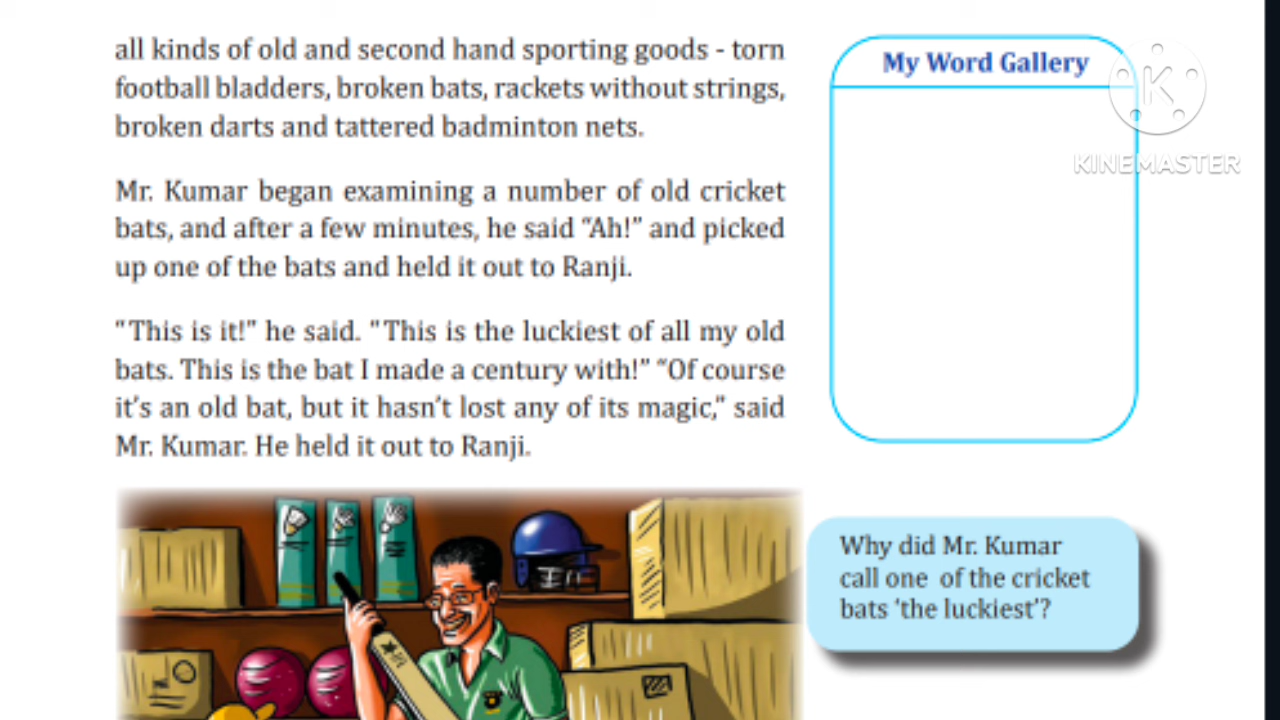 all kinds of old and second hand sporting goods - torn
football bladders, broken bats, rackets without strings,
broken darts and tattered badminton nets.
Mr. Kumar began examining a number of old cricket
bats, and after a few minutes, he said “Ah!” and picked
up one of the bats and held it out to Ranji.
“This is it!” he said. "This is the luckiest of all my old
bats. This is the bat I made a century with!” “Of course
it’s an old bat, but it hasn’t lost any of its magic,” said
Mr. Kumar. He held it out to Ranji.
My Word Gallery
K
KINEMASTER
Why did Mr. Kumar
call one of the cricket
bats ‘the luckiest’?